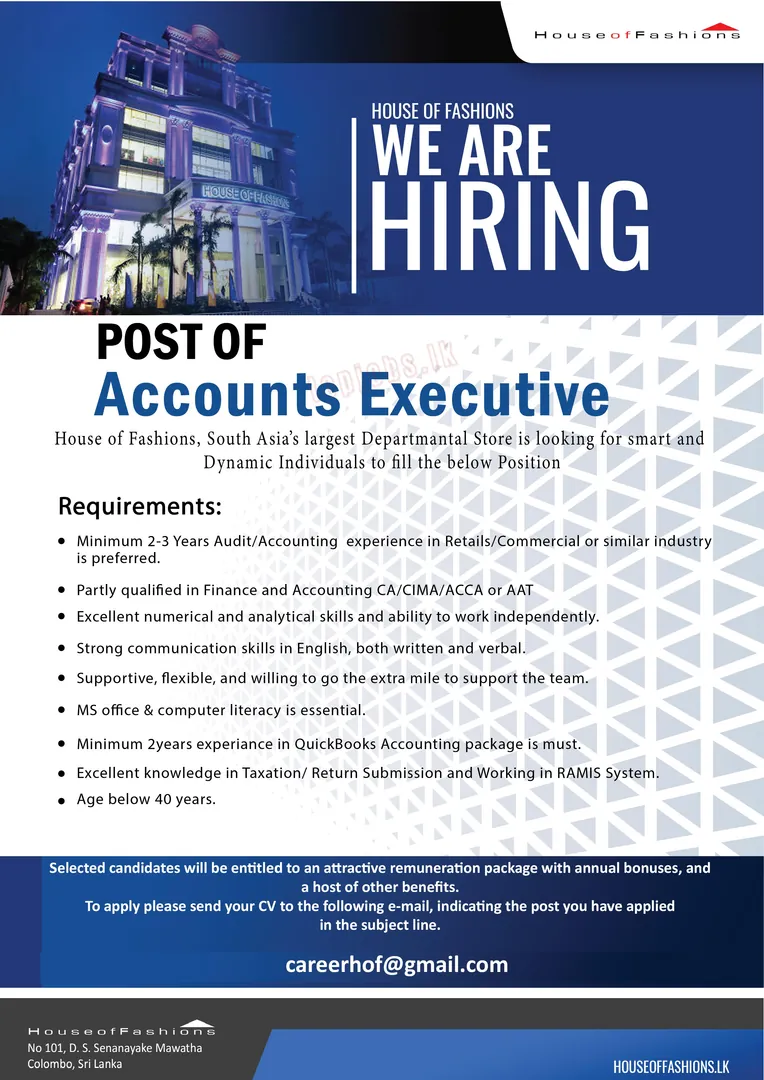 HouseofFashions
HOUSE OF FASHIONS
WE ARE
HIRING
HOUSE OF FASHIONS
POST OF
topjobs.lk
Accounts Executive
House of Fashions, South Asia’s largest Departmantal Store is looking for smart and
Dynamic Individuals to fill the below Position
Requirements:
• Minimum 2-3 Years Audit/Accounting experience in Retails/Commercial or similar industry
is preferred.
• Partly qualified in Finance and Accounting CA/CIMA/ACCA or AAT
• Excellent numerical and analytical skills and ability to work independently.
• Strong communication skills in English, both written and verbal.
• Supportive, flexible, and willing to go the extra mile to support the team.
• MS office & computer literacy is essential.
• Minimum 2years experiance in QuickBooks Accounting package is must.
• Excellent knowledge in Taxation/ Return Submission and Working in RAMIS System.
• Age below 40 years.
Selected candidates will be entitled to an attractive remuneration package with annual bonuses, and
a host of other benefits.
To apply please send your CV to the following e-mail, indicating the post you have applied
in the subject line.
careerhof@gmail.com
HouseofFashions
No 101, D. S. Senanayake Mawatha
Colombo, Sri Lanka
HOUSEOFFASHIONS.LK